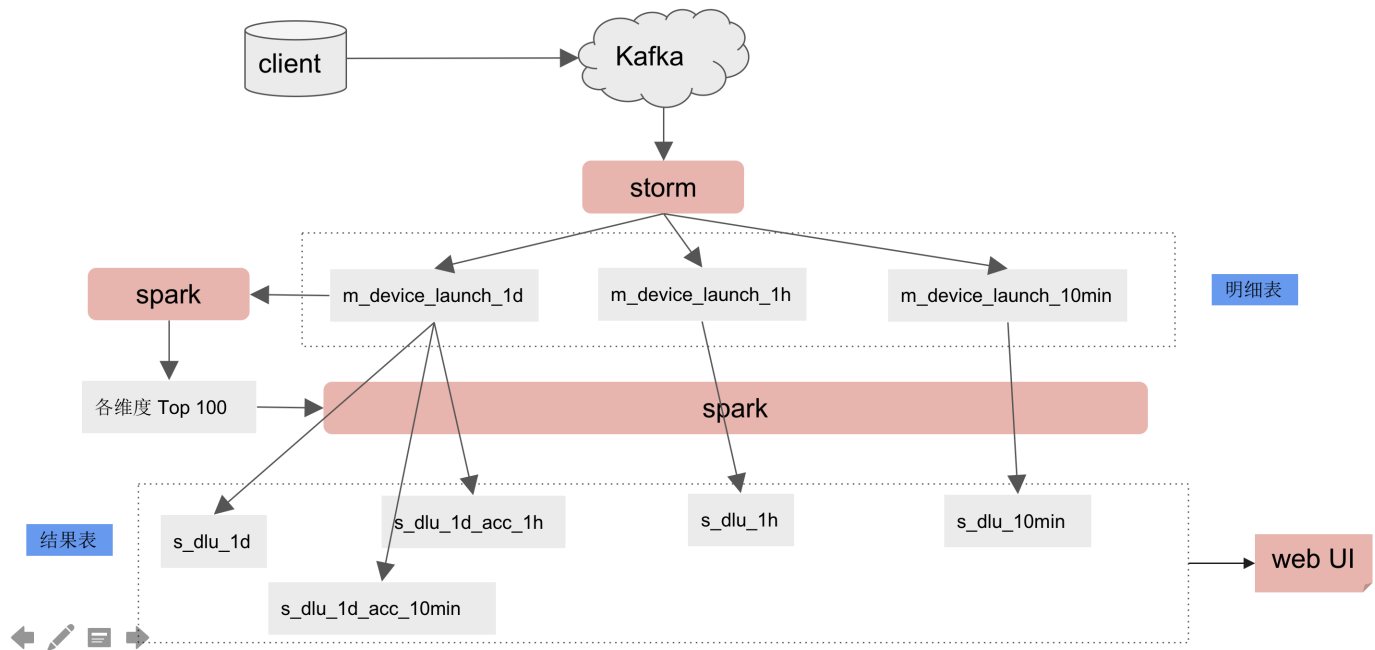 client
Kafka
storm
spark
m_device_launch_1d
m_device_launch_1h
m_device_launch_10min
明细表
各维度 Top 100
spark
结果表
s_dlu_1d
s_dlu_1d_acc_1h
s_dlu_1h
s_dlu_10min
web UI
s_dlu_1d_acc_10min